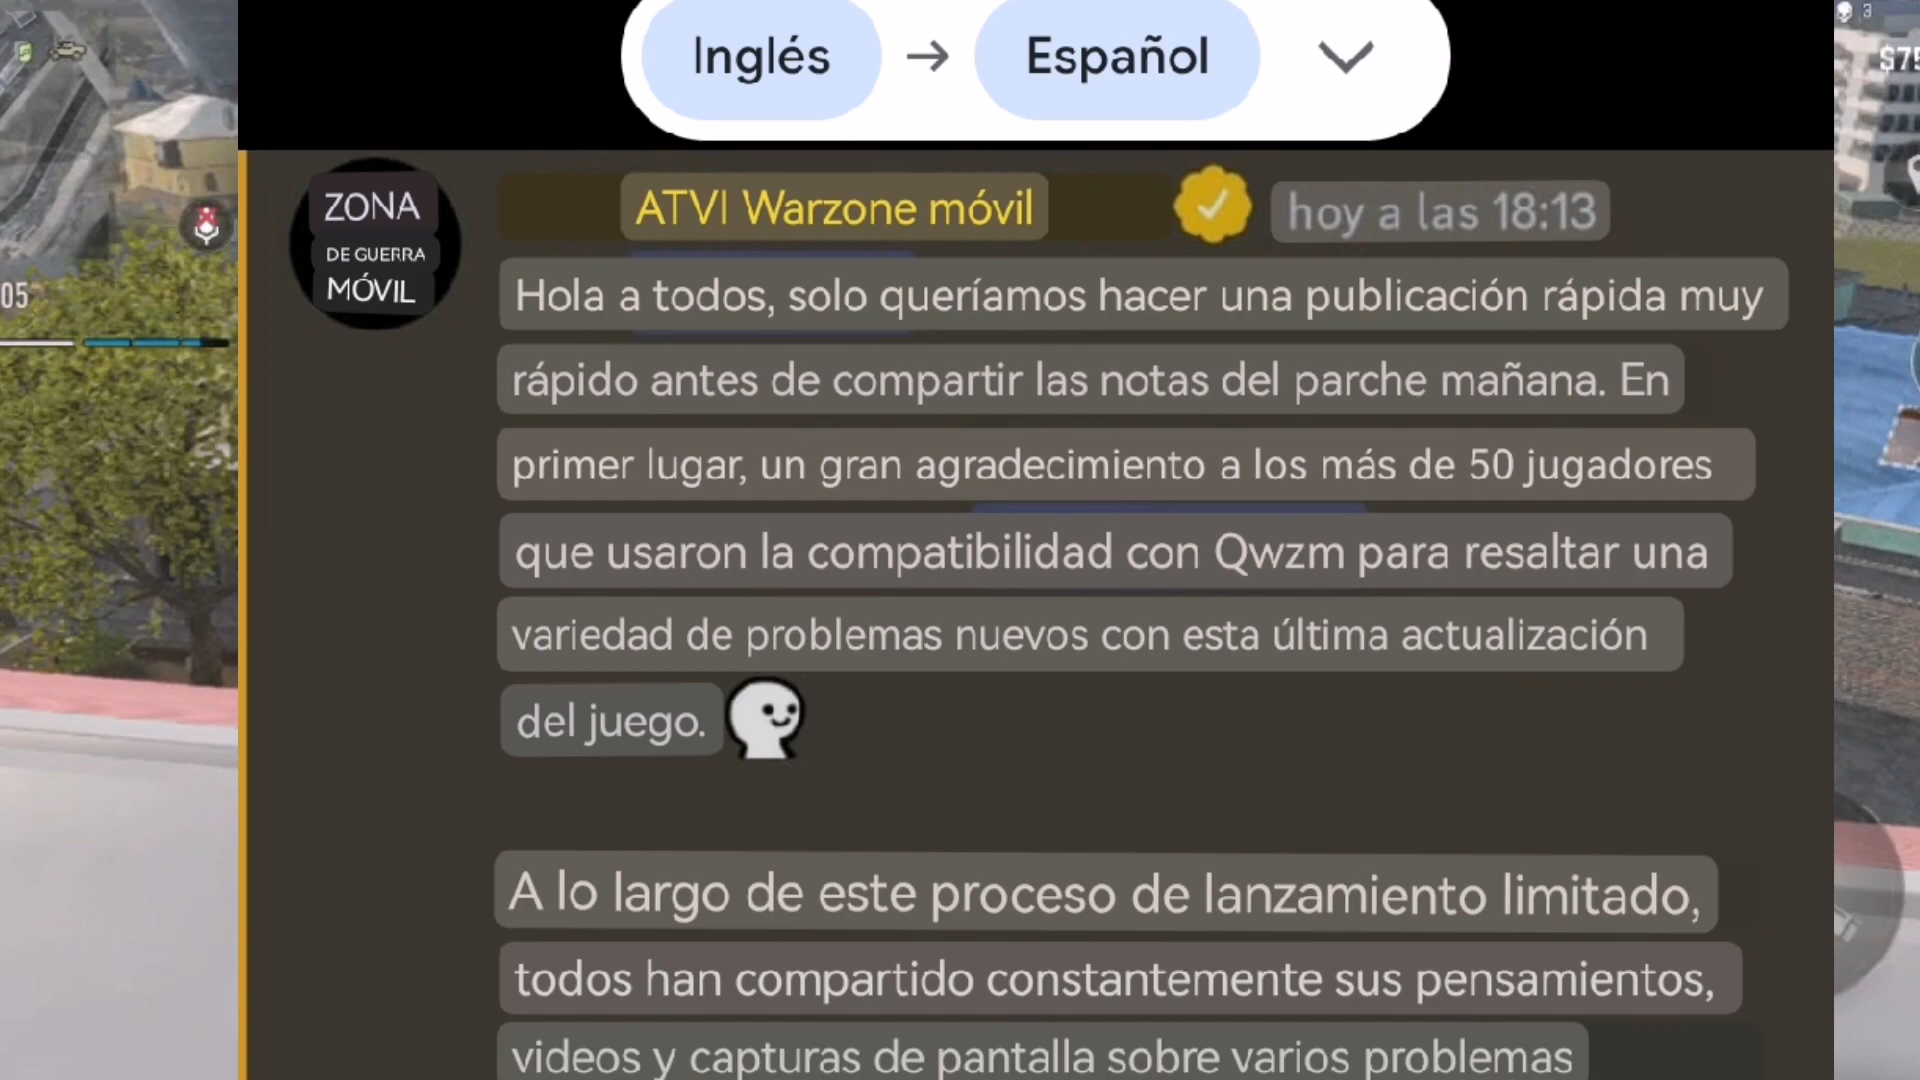 Inglés → Español
3
$75
ZONA
DE GUERRA
MÓVIL
ATVI Warzone móvil
hoy a las 18:13
Hola a todos, solo queríamos hacer una publicación rápida muy
rápido antes de compartir las notas del parche mañana. En
primer lugar, un gran agradecimiento a los más de 50 jugadores
que usaron la compatibilidad con Qwzm para resaltar una
variedad de problemas nuevos con esta última actualización
del juego.
05
A lo largo de este proceso de lanzamiento limitado,
todos han compartido constantemente sus pensamientos,
videos y capturas de pantalla sobre varios problemas